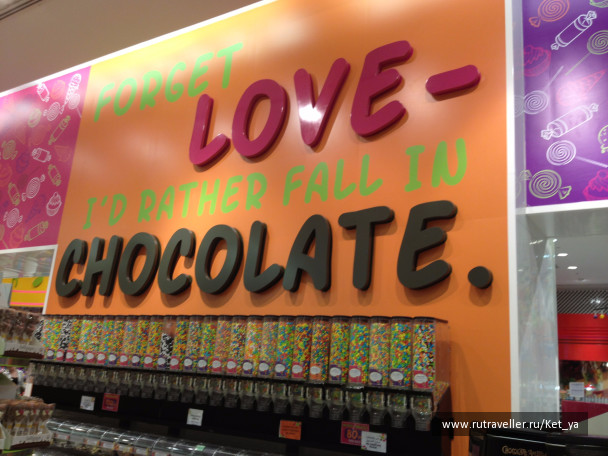 FORGET
LOVE-
I'D RATHER FALL IN
CHOCOLATE.
www.rutraveller.ru/Ket_ya